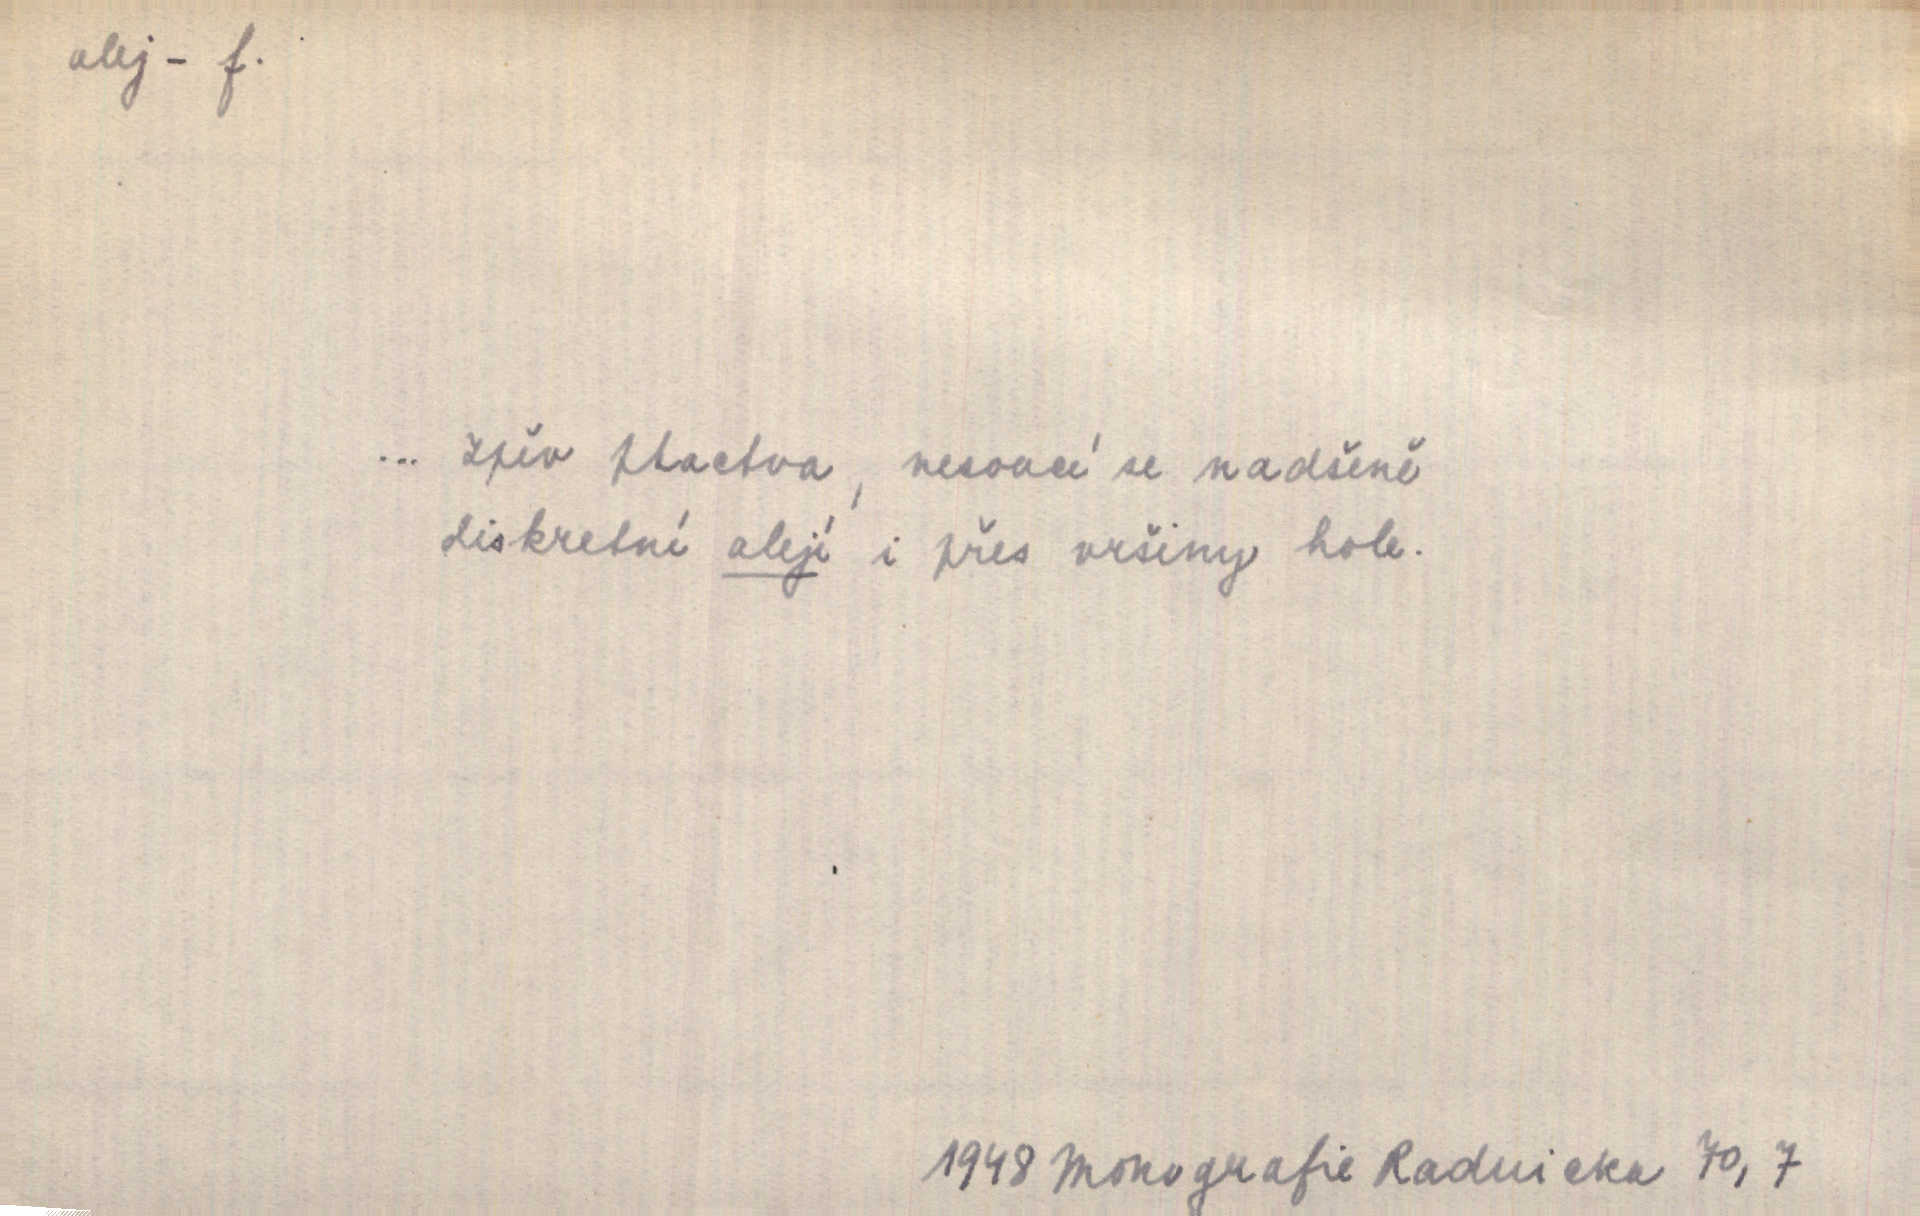 alej - f.
... zpěv ptactva, nesoucí se nadšeně
diskretní alejí i přes vršiny hole.
1948 Monografie Radnicka 70, 7